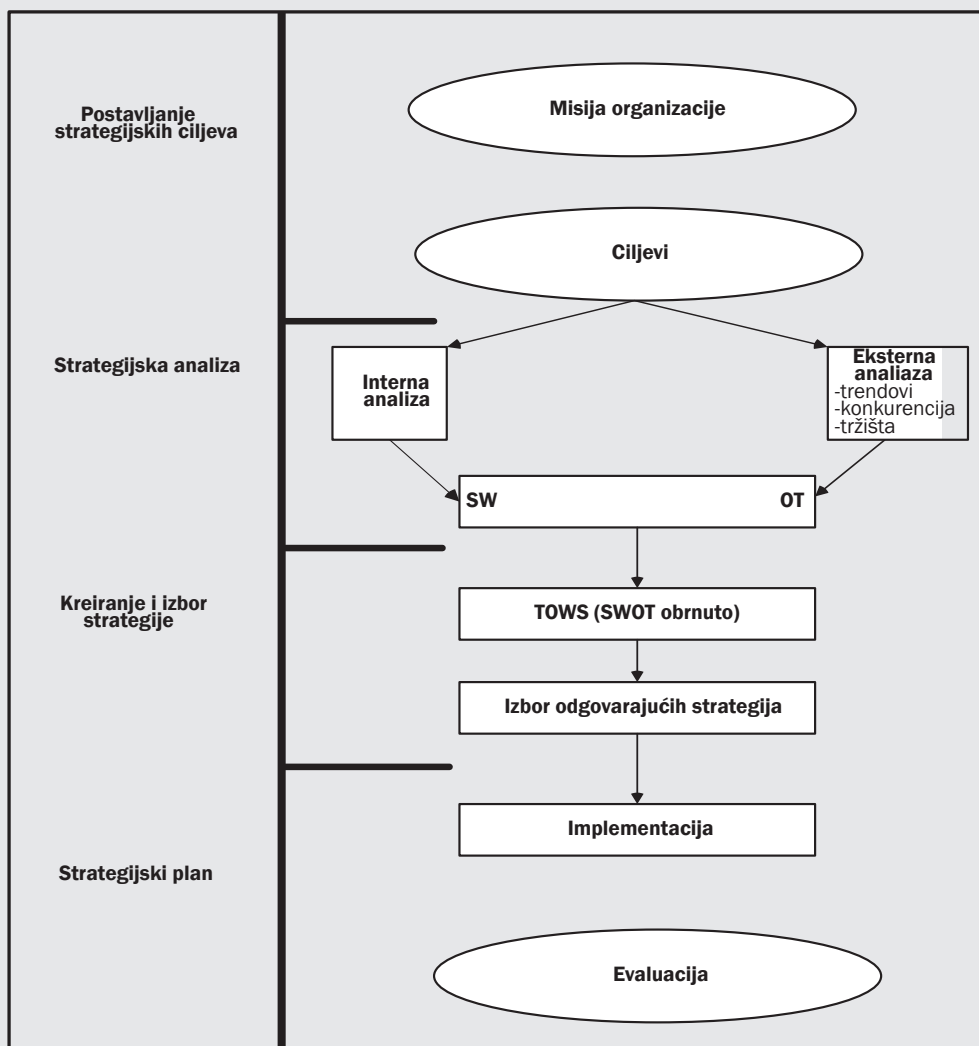 Postavljanje
strategijskih ciljeva
Misija organizacije
Ciljevi
Strategijska analiza
Interna
analiza
Eksterna
analiaza
-trendovi
-konkurencija
-tržišta
SW
OT
Kreiranje i izbor
strategije
TOWS (SWOT obrnuto)
Izbor odgovarajućih strategija
Strategijski plan
Implementacija
Evaluacija